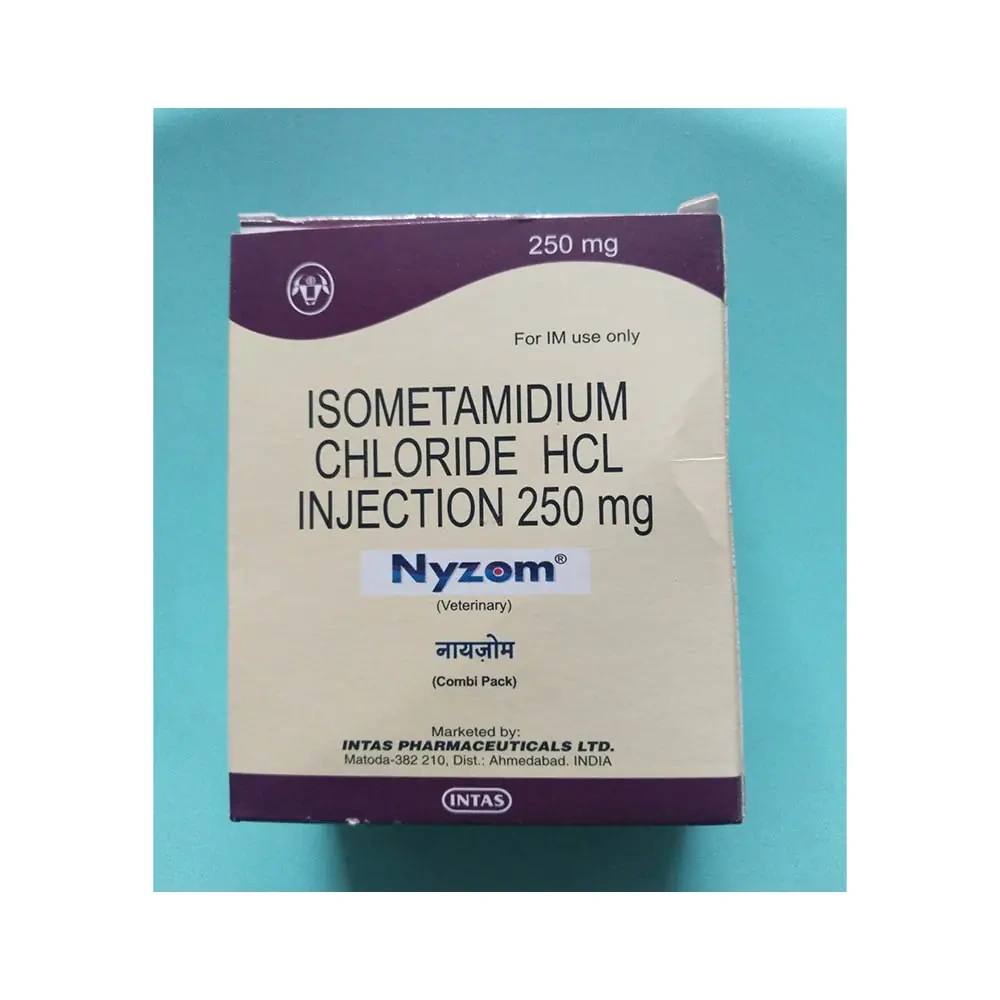 250 mg
For IM use only
ISOMETAMIDIUM
CHLORIDE HCL
INJECTION 250 mg
Nyzom®
(Veterinary)
नायज़ोम
(Combi Pack)
Marketed by:
INTAS PHARMACEUTICALS LTD.
Matoda-382 210, Dist.: Ahmedabad. INDIA
INTAS